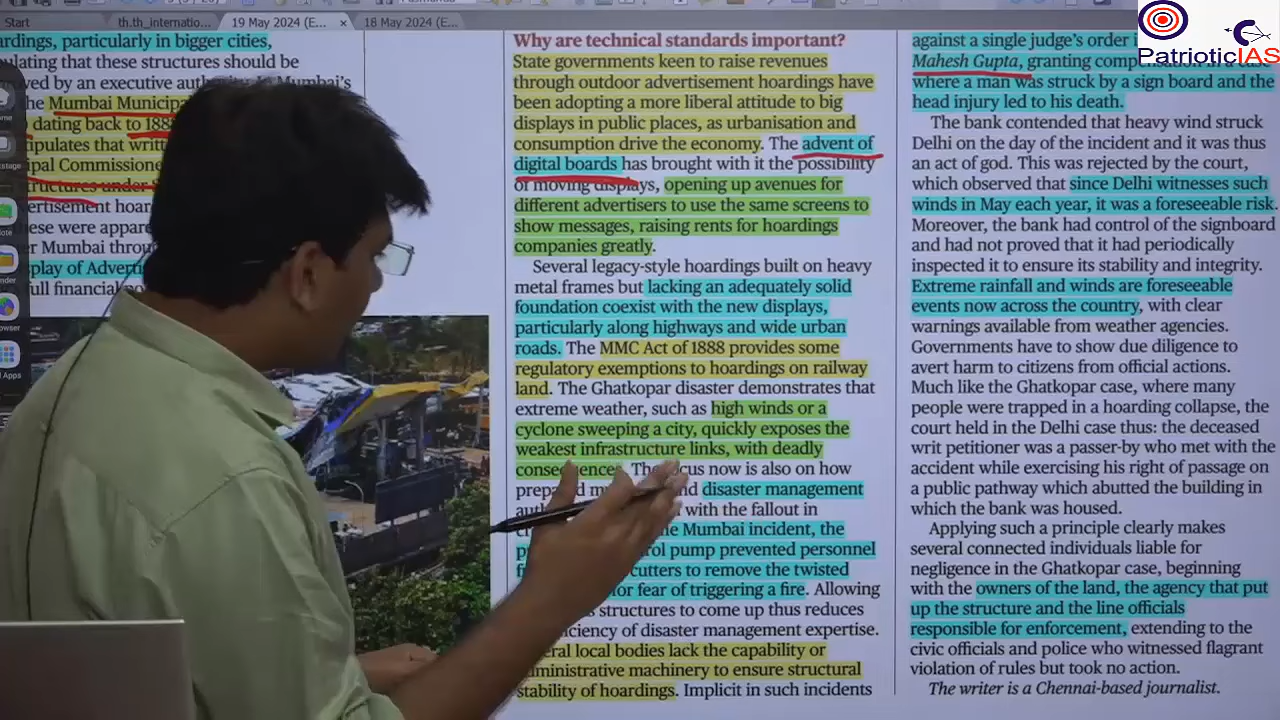 Start
th.th_internatio...
19 May 2024 (E...
18 May 2024 (E...
PatrioticIAS
particularly in bigger cities,
these structures should be
by an executive
Mumbai's
the Mumbai
dating back to 188
stipulates that
structures under
these were
Mumbai
display of
full financial
Why are technical standards important?
State governments keen to raise revenues
through outdoor advertisement hoardings have
been adopting a more liberal attitude to big
displays in public places, as urbanisation and
consumption drive the economy. The advent of
digital boards has brought with it the possibility
of moving displays, opening up avenues for
different advertisers to use the same screens to
show messages, raising rents for hoardings
companies greatly.
Several legacy-style hoardings built on heavy
metal frames but lacking an adequately solid
foundation coexist with the new displays,
particularly along highways and wide urban
roads. The MMC Act of 1888 provides some
regulatory exemptions to hoardings on railway
land. The Ghatkopar disaster demonstrates that
extreme weather, such as high winds or a
cyclone sweeping a city, quickly exposes the
weakest infrastructure links, with deadly
consequences. The focus now is also on how
disaster management
with the fallout in
Mumbai incident, the
pump prevented personnel
cutters to remove the twisted
for fear of triggering a fire. Allowing
structures to come up thus reduces
of disaster management expertise.
local bodies lack the capability or
administrative machinery to ensure structural
stability of hoardings. Implicit in such incidents
against a single judge's order
Mahesh Gupta, granting
where a man was struck by a sign board and the
head injury led to his death.
The bank contended that heavy wind struck
Delhi on the day of the incident and it was thus
an act of god. This was rejected by the court,
which observed that since Delhi witnesses such
winds in May each year, it was a foreseeable risk.
Moreover, the bank had control of the signboard
and had not proved that it had periodically
inspected it to ensure its stability and integrity.
Extreme rainfall and winds are foreseeable
events now across the country, with clear
warnings available from weather agencies.
Governments have to show due diligence to
avert harm to citizens from official actions.
Much like the Ghatkopar case, where many
people were trapped in a hoarding collapse, the
court held in the Delhi case thus: the deceased
writ petitioner was a passer-by who met with the
accident while exercising his right of passage on
a public pathway which abutted the building in
which the bank was housed.
Applying such a principle clearly makes
several connected individuals liable for
negligence in the Ghatkopar case, beginning
with the owners of the land, the agency that put
up the structure and the line officials
responsible for enforcement, extending to the
civic officials and police who witnessed flagrant
violation of rules but took no action.
The writer is a Chennai-based journalist.